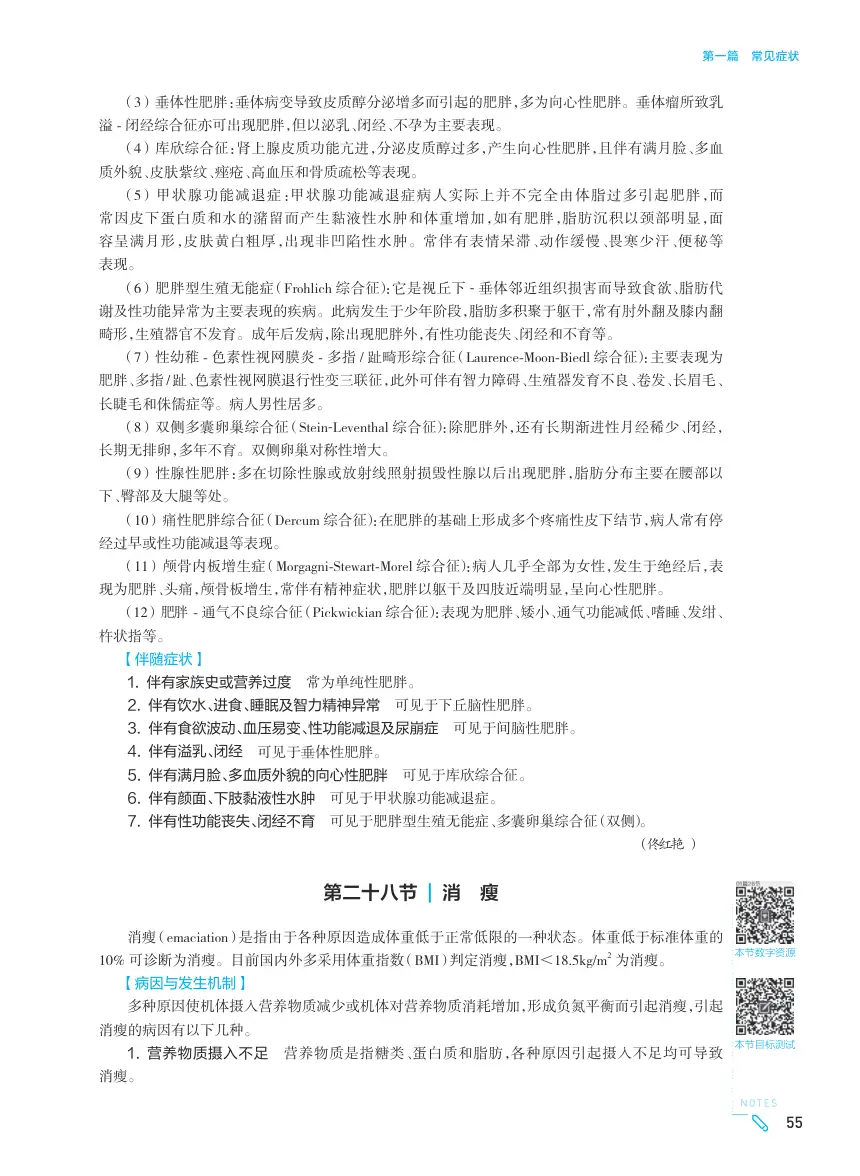 第一篇 常见症状
（3）垂体性肥胖：垂体病变导致皮质醇分泌增多而引起的肥胖，多为向心性肥胖。垂体瘤所致乳
溢 - 闭经综合征亦可出现肥胖，但以泌乳、闭经、不孕为主要表现。
（4）库欣综合征：肾上腺皮质功能亢进，分泌皮质醇过多，产生向心性肥胖，且伴有满月脸、多血
质外貌、皮肤紫纹、痤疮、高血压和骨质疏松等表现。
（5）甲状腺功能减退症：甲状腺功能减退症病人实际上并不完全由体脂过多引起肥胖，而
常因皮下蛋白质和水的潴留而产生黏液性水肿和体重增加，如有肥胖，脂肪沉积以颈部明显，面
容呈满月形，皮肤黄白粗厚，出现非凹陷性水肿。常伴有表情呆滞、动作缓慢、畏寒少汗、便秘等
表现。
（6）肥胖型生殖无能症（Frohlich 综合征）：它是视丘下 - 垂体邻近组织损害而导致食欲、脂肪代
谢及性功能异常为主要表现的疾病。此病发生于少年阶段，脂肪多积聚于躯干，常有肘外翻及膝内翻
畸形，生殖器官不发育。成年后发病，除出现肥胖外，有性功能丧失、闭经和不育等。
（7）性幼稚 - 色素性视网膜炎 - 多指 / 趾畸形综合征（Laurence-Moon-Biedl 综合征）：主要表现为
肥胖、多指/趾、色素性视网膜退行性变三联征，此外可伴有智力障碍、生殖器发育不良、卷发、长眉毛、
长睫毛和侏儒症等。病人男性居多。
（8）双侧多囊卵巢综合征（Stein-Leventhal 综合征）：除肥胖外，还有长期渐进性月经稀少、闭经，
长期无排卵，多年不育。双侧卵巢对称性增大。
（9）性腺性肥胖：多在切除性腺或放射线照射损毁性腺以后出现肥胖，脂肪分布主要在腰部以
下、臀部及大腿等处。
（10）痛性肥胖综合征（Dercum 综合征）：在肥胖的基础上形成多个疼痛性皮下结节，病人常有停
经过早或性功能减退等表现。
（11）颅骨内板增生症（Morgagni-Stewart-Morel 综合征）：病人几乎全部为女性，发生于绝经后，表
现为肥胖、头痛，颅骨板增生，常伴有精神症状，肥胖以躯干及四肢近端明显，呈向心性肥胖。
（12）肥胖 - 通气不良综合征（Pickwickian 综合征）：表现为肥胖、矮小、通气功能减低、嗜睡、发绀、
杵状指等。
【伴随症状】
1. 伴有家族史或营养过度 常为单纯性肥胖。
2. 伴有饮水、进食、睡眠及智力精神异常 可见于下丘脑性肥胖。
3. 伴有食欲波动、血压易变、性功能减退及尿崩症 可见于间脑性肥胖。
4. 伴有溢乳、闭经 可见于垂体性肥胖。
5. 伴有满月脸、多血质外貌的向心性肥胖 可见于库欣综合征。
6. 伴有颜面、下肢黏液性水肿 可见于甲状腺功能减退症。
7. 伴有性功能丧失、闭经不育 可见于肥胖型生殖无能症、多囊卵巢综合征（双侧）。
（佟红艳 ）
第二十八节 | 消 瘦
消瘦（emaciation）是指由于各种原因造成体重低于正常低限的一种状态。体重低于标准体重的
10% 可诊断为消瘦。目前国内外多采用体重指数（BMI）判定消瘦，BMI＜18.5kg/m² 为消瘦。
【病因与发生机制】
多种原因使机体摄入营养物质减少或机体对营养物质消耗增加，形成负氮平衡而引起消瘦，引起
消瘦的病因有以下几种。
1. 营养物质摄入不足 营养物质是指糖类、蛋白质和脂肪，各种原因引起摄入不足均可导致
消瘦。
本节数字资源
本节目标测试
NOTES
55